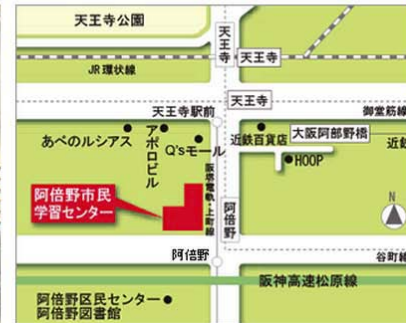 天王寺公園
天王寺
天王寺
JR環状線
天王寺
天王寺駅前
御堂筋線
あべのルシアス
アポロビル
Q'sモール
近鉄百貨店
大阪阿部野橋
近鉄
HOOP
阪堺電軌・上町線
阿倍野市民
学習センター
阿倍野
N
阿倍野
谷町線
阪神高速松原線
阿倍野区民センター
阿倍野図書館